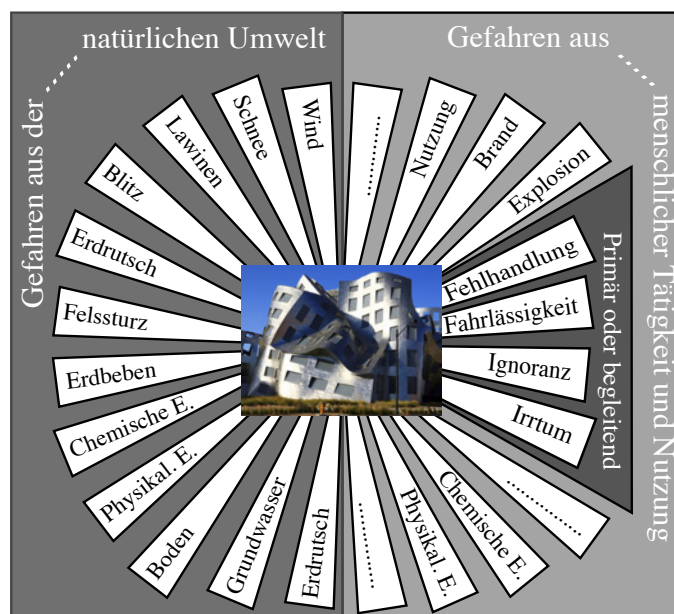 Gefahren aus der ...... natürlichen Umwelt
Gefahren aus ...... menschlicher Tätigkeit und Nutzung
Wind
Schnee
Lawinen
Blitz
Erdrutsch
Felssturz
Erdbeben
Chemische E.
Physikal. E.
Boden
Grundwasser
Erdrutsch
..............
Nutzung
Brand
Explosion
Fehlhandlung
Fahrlässigkeit
Ignoranz
Irrtum
Primär oder begleitend
................
Chemische E.
Physikal. E.
..............